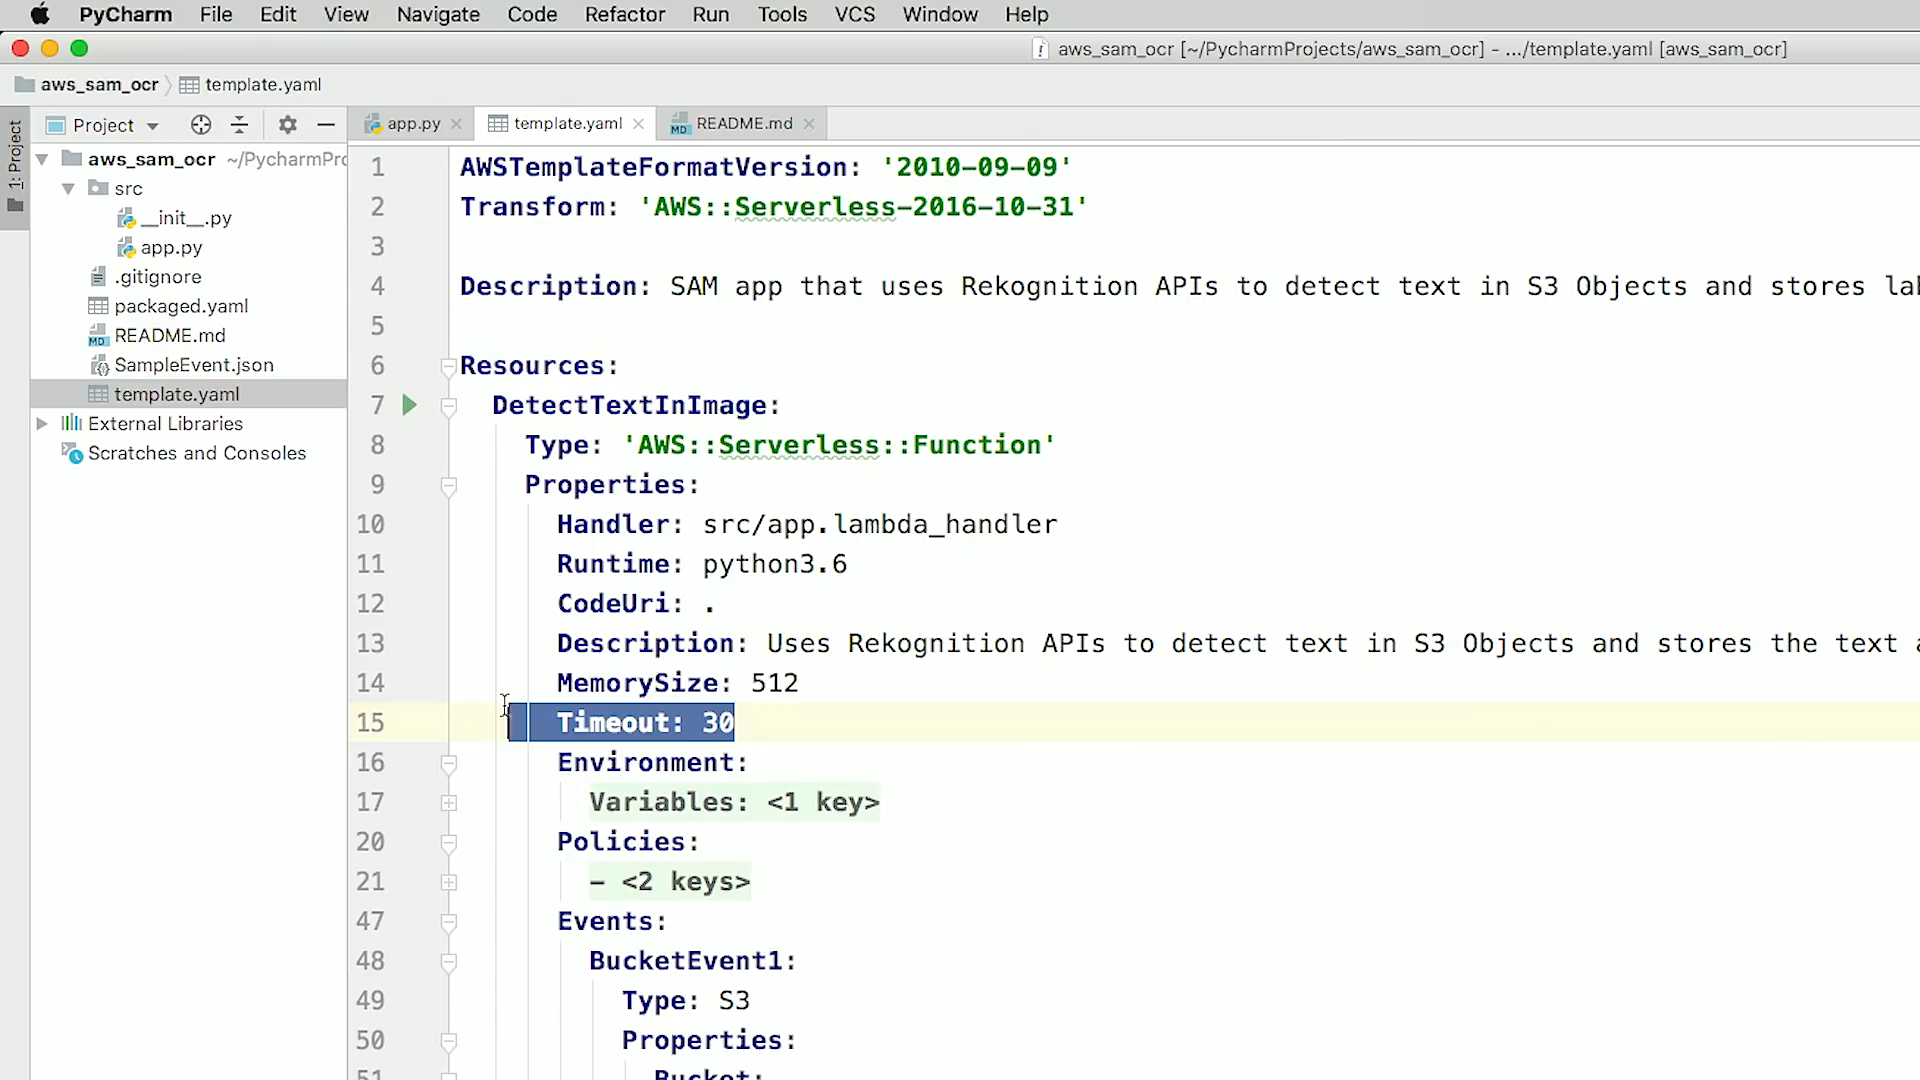 PyCharm File Edit View Navigate Code Refactor Run Tools VCS Window Help
aws_sam_ocr [~/PycharmProjects/aws_sam_ocr] - .../template.yaml [aws_sam_ocr]
aws_sam_ocr template.yaml
1: Project
Project
app.py template.yaml README.md
aws_sam_ocr ~/PycharmPro
src
__init__.py
app.py
.gitignore
packaged.yaml
README.md
SampleEvent.json
template.yaml
External Libraries
Scratches and Consoles
1 AWSTemplateFormatVersion: '2010-09-09'
2 Transform: 'AWS::Serverless-2016-10-31'
3
4 Description: SAM app that uses Rekognition APIs to detect text in S3 Objects and stores
5
6 Resources:
7 DetectTextInImage:
8 Type: 'AWS::Serverless::Function'
9 Properties:
10 Handler: src/app.lambda_handler
11 Runtime: python3.6
12 CodeUri: .
13 Description: Uses Rekognition APIs to detect text in S3 Objects and stores the text
14 MemorySize: 512
15 Timeout: 30
16 Environment:
17 Variables: <1 key>
20 Policies:
21 - <2 keys>
47 Events:
48 BucketEvent1:
49 Type: S3
50 Properties:
51 Bucket: